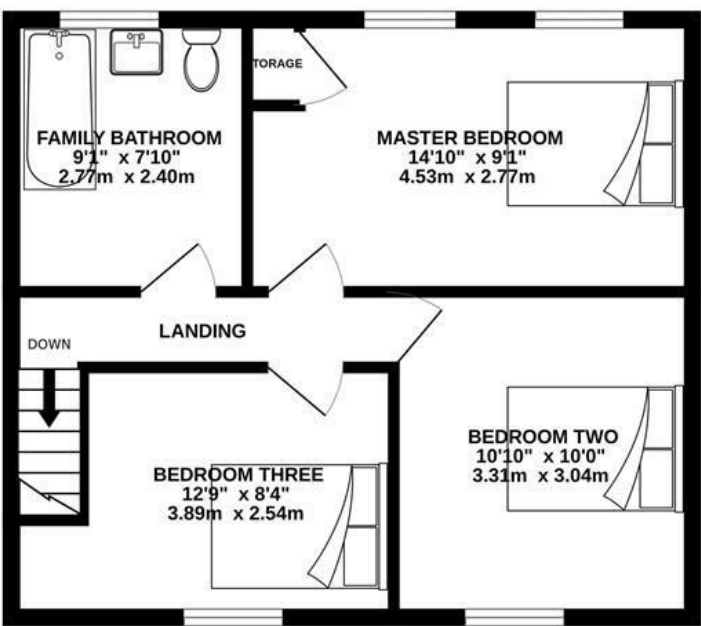 TORAGE
FAMILY BATHROOM
9'1" x 7'10"
2.77m x 2.40m
MASTER BEDROOM
14'10" x 9'1"
4.53m x 2.77m
LANDING
DOWN
BEDROOM TWO
10'10" x 10'0"
3.31m x 3.04m
BEDROOM THREE
12'9" x 8'4"
3.89m x 2.54m